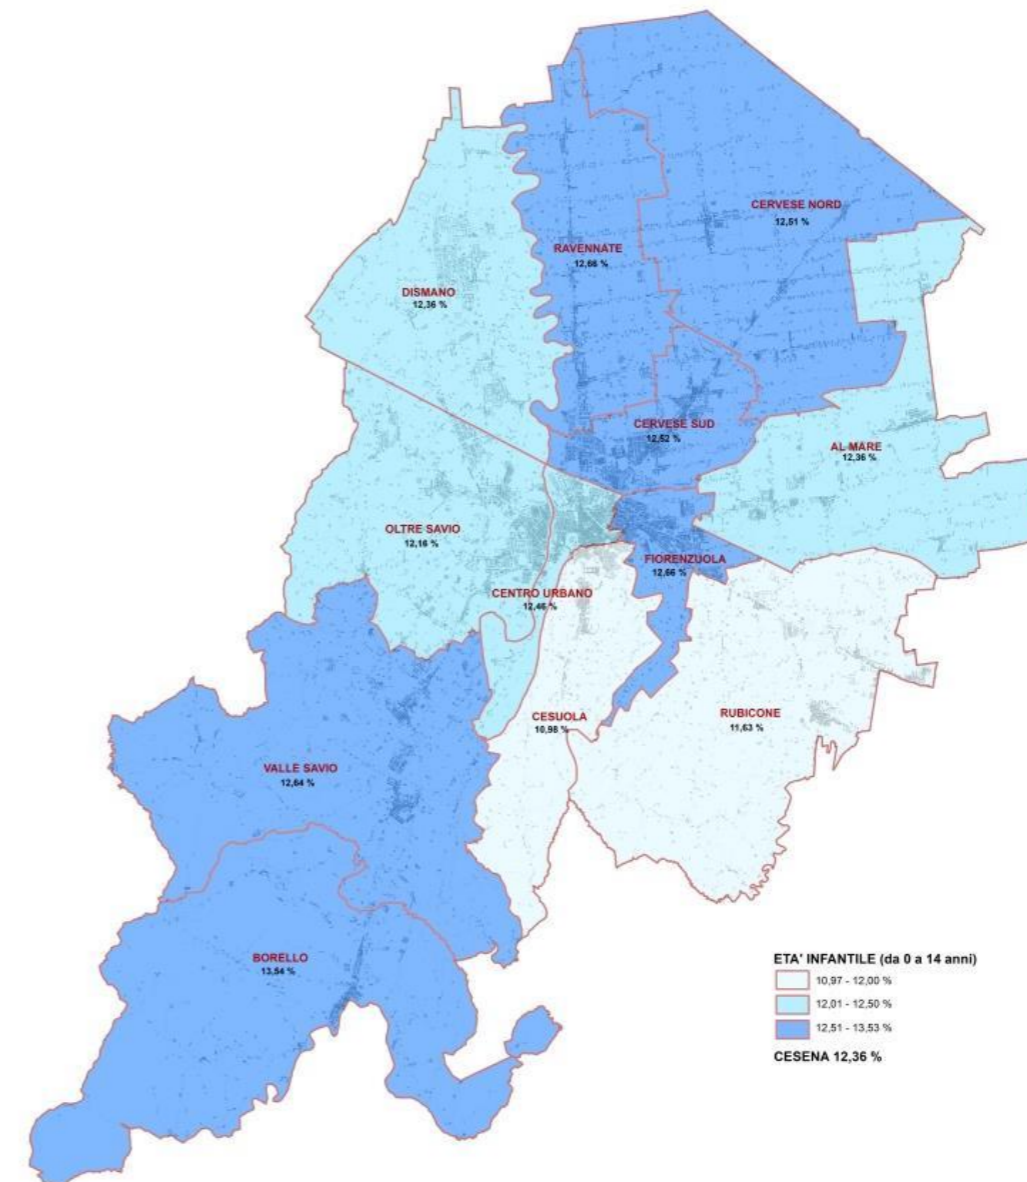 CERVESE NORD
12,51 %
RAVENNATE
12,66 %
DISMANO
12,36 %
CERVESE SUD
12,52 %
AL MARE
12,36 %
OLTRE SAVIO
12,16 %
FIORENZUOLA
12,66 %
CENTRO URBANO
12,46 %
CESUOLA
10,98 %
RUBICONE
11,63 %
VALLE SAVIO
12,64 %
BORELLO
13,54 %
ETA' INFANTILE (da 0 a 14 anni)
10,97 - 12,00 %
12,01 - 12,50 %
12,51 - 13,53 %
CESENA 12,36 %